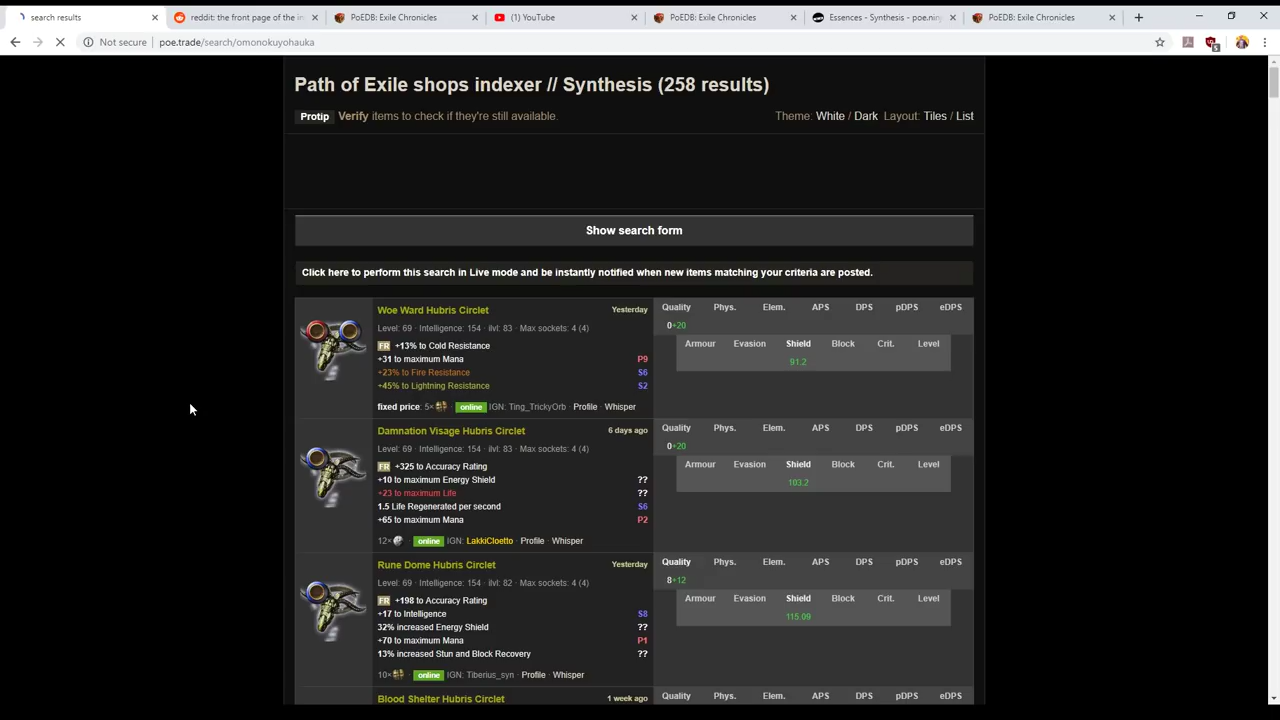 search results
reddit: the front page of the in
PoEDB: Exile Chronicles
(1) YouTube
PoEDB: Exile Chronicles
Essences - Synthesis - poe.nin
PoEDB: Exile Chronicles
Not secure
poe.trade/search/omonokuyohauka
5
Path of Exile shops indexer // Synthesis (258 results)
Protip Verify items to check if they're still available.
Theme: White / Dark Layout: Tiles / List
Show search form
Click here to perform this search in Live mode and be instantly notified when new items matching your criteria are posted.
Woe Ward Hubris Circlet Yesterday
Level: 69 · Intelligence: 154 · ilvl: 83 · Max sockets: 4 (4)
FR +13% to Cold Resistance
+31 to maximum Mana P9
+23% to Fire Resistance S6
+45% to Lightning Resistance S2
fixed price: 5× · online IGN: Ting_TrickyOrb · Profile · Whisper
Quality Phys. Elem. APS DPS pDPS eDPS
0+20
Armour Evasion Shield Block Crit. Level
91.2
Damnation Visage Hubris Circlet 6 days ago
Level: 69 · Intelligence: 154 · ilvl: 83 · Max sockets: 4 (4)
FR +325 to Accuracy Rating
+10 to maximum Energy Shield ??
+23 to maximum Life ??
1.5 Life Regenerated per second S6
+65 to maximum Mana P2
12× · online IGN: LakkiCloetto · Profile · Whisper
Quality Phys. Elem. APS DPS pDPS eDPS
0+20
Armour Evasion Shield Block Crit. Level
103.2
Rune Dome Hubris Circlet Yesterday
Level: 69 · Intelligence: 154 · ilvl: 82 · Max sockets: 4 (4)
FR +198 to Accuracy Rating
+17 to Intelligence S8
32% increased Energy Shield ??
+70 to maximum Mana P1
13% increased Stun and Block Recovery ??
10× · online IGN: Tiberius_syn · Profile · Whisper
Quality Phys. Elem. APS DPS pDPS eDPS
8+12
Armour Evasion Shield Block Crit. Level
115.09
Blood Shelter Hubris Circlet 1 week ago
Quality Phys. Elem. APS DPS pDPS eDPS